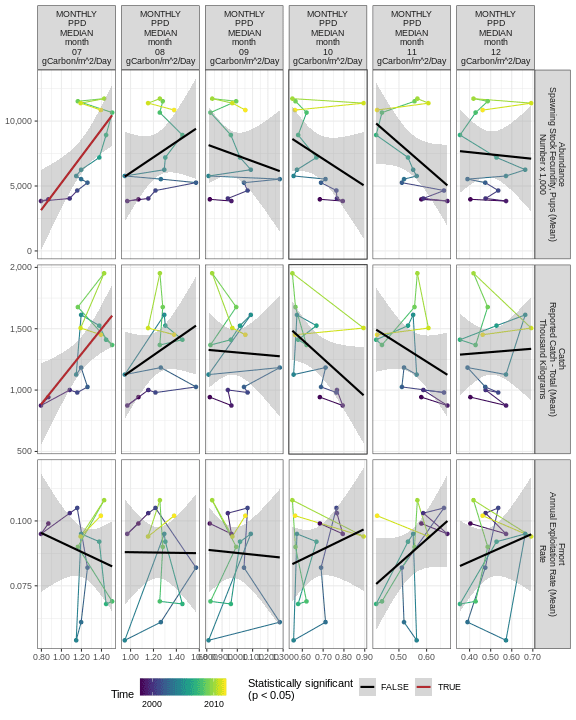 MONTHLY MONTHLY MONTHLY MONTHLY MONTHLY MONTHLY
PPD PPD PPD PPD PPD PPD
MEDIAN MEDIAN MEDIAN MEDIAN MEDIAN MEDIAN
month month month month month month
07 08 09 10 11 12
gCarbon/m^2/Day gCarbon/m^2/Day gCarbon/m^2/Day gCarbon/m^2/Day gCarbon/m^2/Day gCarbon/m^2/Day
10,000
5,000
0
Abundance
Spawning Stock Fecundity, Pups (Mean)
Number x 1,000
2,000
1,500
1,000
500
Catch
Reported Catch - Total (Mean)
Thousand Kilograms
0.100
0.075
Fmort
Annual Exploitation Rate (Mean)
Rate
0.80 1.00 1.20 1.40 1.00 1.20 1.40 0.60 0.70 0.80 0.90 0.50 0.60 0.40 0.50 0.60 0.70
Time
2000 2010
Statistically significant
(p < 0.05)
FALSE TRUE